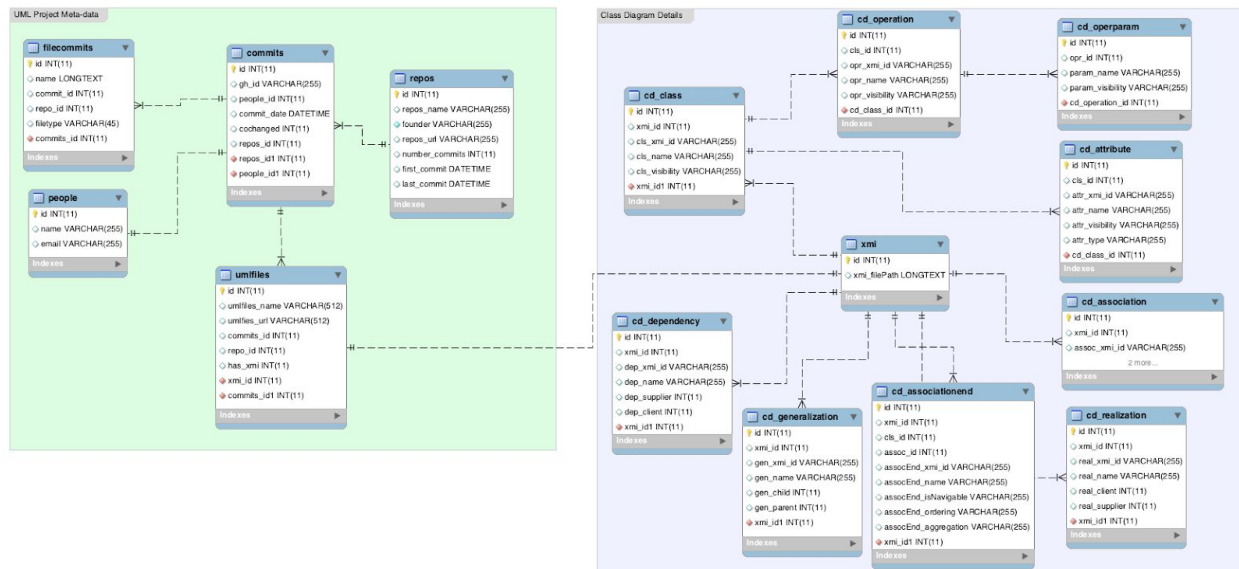 UML Project Meta-data
filecommits
id INT(11)
name LONGTEXT
commit_id INT(11)
repo_id INT(11)
filetype VARCHAR(45)
commits_id INT(11)
Indexes
commits
id INT(11)
gh_id VARCHAR(255)
people_id INT(11)
commit_date DATETIME
cochanged INT(11)
repos_id INT(11)
repos_id1 INT(11)
people_id1 INT(11)
Indexes
repos
id INT(11)
repos_name VARCHAR(255)
founder VARCHAR(255)
repos_url VARCHAR(255)
number_commits INT(11)
first_commit DATETIME
last_commit DATETIME
Indexes
people
id INT(11)
name VARCHAR(255)
email VARCHAR(255)
Indexes
umlfiles
id INT(11)
umlfiles_name VARCHAR(512)
umlfies_url VARCHAR(512)
commits_id INT(11)
repo_id INT(11)
has_xmi INT(11)
xmi_id INT(11)
commits_id1 INT(11)
Indexes
Class Diagram Details
cd_operation
id INT(11)
cls_id INT(11)
opr_xmi_id VARCHAR(255)
opr_name VARCHAR(255)
opr_visibility VARCHAR(255)
cd_class_id INT(11)
Indexes
cd_operparam
id INT(11)
opr_id INT(11)
param_name VARCHAR(255)
param_visibility VARCHAR(255)
cd_operation_id INT(11)
Indexes
cd_class
id INT(11)
xmi_id INT(11)
cls_xmi_id VARCHAR(255)
cls_name VARCHAR(255)
cls_visibility VARCHAR(255)
xmi_id1 INT(11)
Indexes
cd_attribute
id INT(11)
cls_id INT(11)
attr_xmi_id VARCHAR(255)
attr_name VARCHAR(255)
attr_visibility VARCHAR(255)
attr_type VARCHAR(255)
cd_class_id INT(11)
Indexes
xmi
id INT(11)
xmi_filePath LONGTEXT
Indexes
cd_association
id INT(11)
xmi_id INT(11)
assoc_xmi_id VARCHAR(255)
2 more...
Indexes
cd_dependency
id INT(11)
xmi_id INT(11)
dep_xmi_id VARCHAR(255)
dep_name VARCHAR(255)
dep_supplier INT(11)
dep_client INT(11)
xmi_id1 INT(11)
Indexes
cd_generalization
id INT(11)
xmi_id INT(11)
gen_xmi_id VARCHAR(255)
gen_name VARCHAR(255)
gen_child INT(11)
gen_parent INT(11)
xmi_id1 INT(11)
Indexes
cd_associationend
id INT(11)
xmi_id INT(11)
cls_id INT(11)
assoc_id INT(11)
assocEnd_xmi_id VARCHAR(255)
assocEnd_name VARCHAR(255)
assocEnd_isNavigable VARCHAR(255)
assocEnd_ordering VARCHAR(255)
assocEnd_aggregation VARCHAR(255)
xmi_id1 INT(11)
Indexes
cd_realization
id INT(11)
xmi_id INT(11)
real_xmi_id VARCHAR(255)
real_name VARCHAR(255)
real_client INT(11)
real_supplier INT(11)
xmi_id1 INT(11)
Indexes